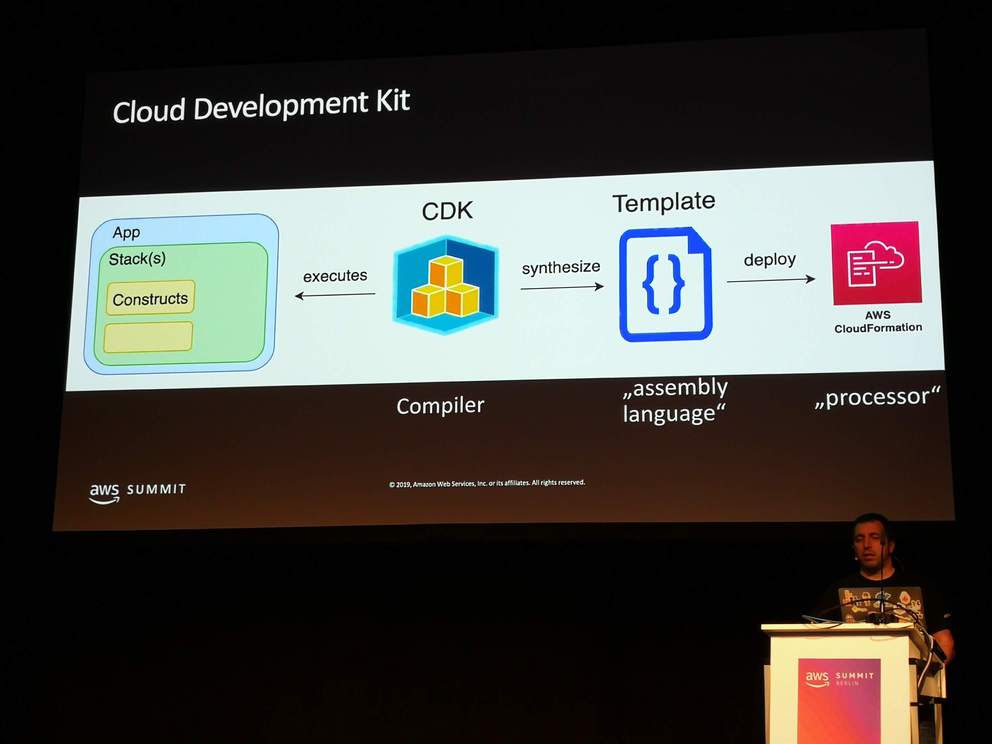 Cloud Development Kit
App
Stack(s)
Constructs
executes
CDK
synthesize
Template
{}
deploy
AWS
CloudFormation
Compiler
„assembly
language“
„processor“
aws SUMMIT
© 2019, Amazon Web Services, Inc. or its affiliates. All rights reserved.
aws SUMMIT
BERLIN